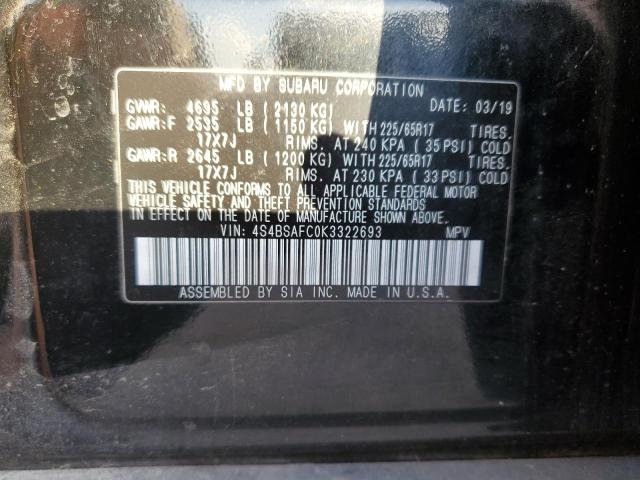 MFD BY SUBARU CORPORATION
GVWR: 4695 LB (2130 KG) DATE: 03/19
GAWR:F 2535 LB (1150 KG) WITH 225/65R17 TIRES,
17X7J RIMS, AT 240 KPA (35 PSI) COLD
GAWR:R 2645 LB (1200 KG) WITH 225/65R17 TIRES,
17X7J RIMS, AT 230 KPA (33 PSI) COLD
THIS VEHICLE CONFORMS TO ALL APPLICABLE FEDERAL MOTOR
VEHICLE SAFETY AND THEFT PREVENTION STANDARDS
IN EFFECT ON THE DATE OF MANUFACTURE SHOWN ABOVE.
VIN: 4S4BSAFC0K3322693 MPV
ASSEMBLED BY SIA INC. MADE IN U.S.A.